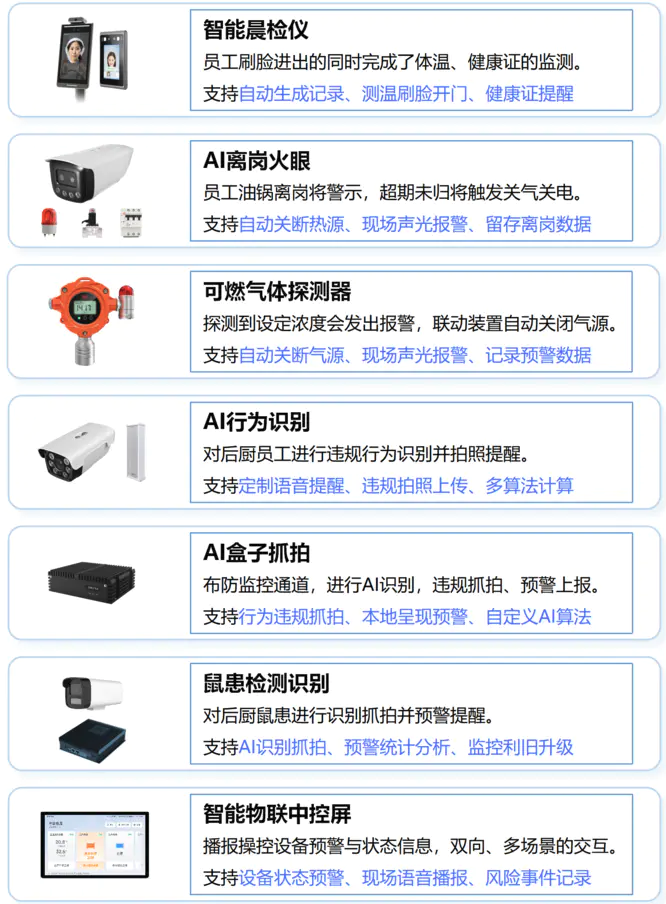 智能晨检仪
员工刷脸进出的同时完成了体温、健康证的监测。
支持自动生成记录、测温刷脸开门、健康证提醒
AI离岗火眼
员工油锅离岗将警示，超期未归将触发关气关电。
支持自动关断热源、现场声光报警、留存离岗数据
可燃气体探测器
探测到设定浓度会发出报警，联动装置自动关闭气源。
支持自动关断气源、现场声光报警、记录预警数据
AI行为识别
对后厨员工进行违规行为识别并拍照提醒。
支持定制语音提醒、违规拍照上传、多算法计算
AI盒子抓拍
布防监控通道，进行AI识别，违规抓拍、预警上报。
支持行为违规抓拍、本地呈现预警、自定义AI算法
鼠患检测识别
对后厨鼠患进行识别抓拍并预警提醒。
支持AI识别抓拍、预警统计分析、监控利旧升级
智能物联中控屏
播报操控设备预警与状态信息，双向、多场景的交互。
支持设备状态预警、现场语音播报、风险事件记录